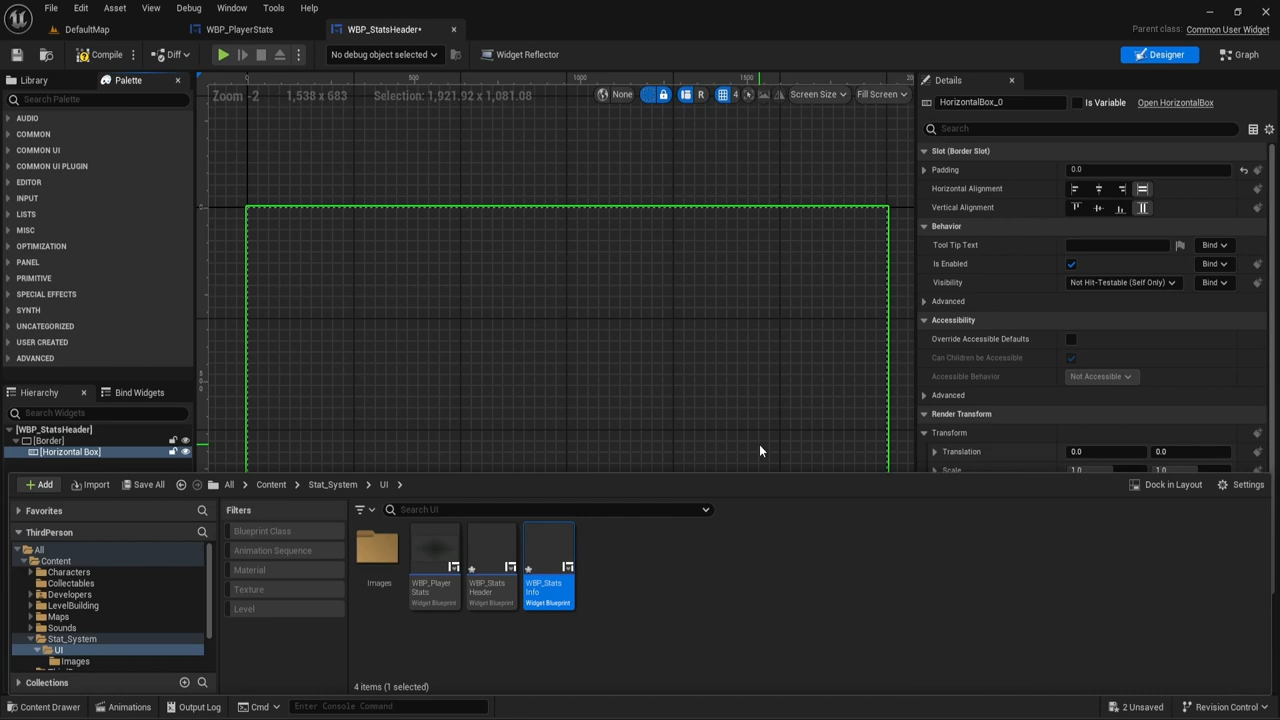 File Edit Asset View Debug Window Tools Help
DefaultMap
WBP_PlayerStats
WBP_StatsHeader•
Parent class: Common User Widget
Compile
Diff
No debug object selected
Widget Reflector
Designer
Graph
Library
Palette
Search Palette
AUDIO
COMMON
COMMON UI
COMMON UI PLUGIN
EDITOR
INPUT
LISTS
MISC
OPTIMIZATION
PANEL
PRIMITIVE
SPECIAL EFFECTS
SYNTH
UNCATEGORIZED
USER CREATED
ADVANCED
Hierarchy
Bind Widgets
Search Widgets
[WBP_StatsHeader]
[Border]
[Horizontal Box]
0 500 1000 1500 20
Zoom -2
1,538 x 683
Selection: 1,921.92 x 1,081.08
None
R
4
Screen Size
Fill Screen
Details
HorizontalBox_0
Is Variable
Open HorizontalBox
Search
Slot (Border Slot)
Padding 0.0
Horizontal Alignment
Vertical Alignment
Behavior
Tool Tip Text Bind
Is Enabled Bind
Visibility Not Hit-Testable (Self Only) Bind
Advanced
Accessibility
Override Accessible Defaults
Can Children be Accessible
Accessible Behavior Not Accessible
Advanced
Render Transform
Transform
Translation 0.0 0.0
Scale 1.0 1.0
Add
Import
Save All
All
Content
Stat_System
UI
Dock in Layout
Settings
Favorites
ThirdPerson
All
Content
Characters
Collectables
Developers
LevelBuilding
Maps
Sounds
Stat_System
UI
Images
Collections
Filters
Blueprint Class
Animation Sequence
Material
Texture
Level
Search UI
Images
WBP_Player
Stats
Widget Blueprint
WBP_Stats
Header
Widget Blueprint
WBP_Stats
Info
Widget Blueprint
4 items (1 selected)
Content Drawer
Animations
Output Log
Cmd
Enter Console Command
2 Unsaved
Revision Control